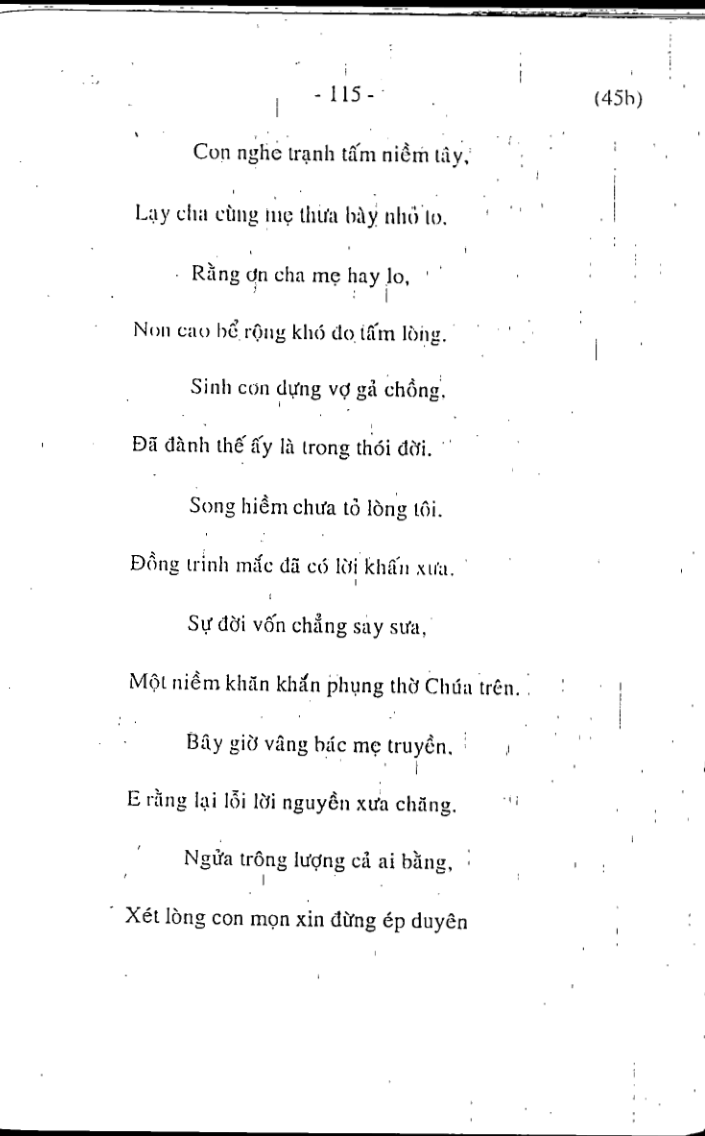 - 115 -
(45b)
Con nghe trạnh tấm niềm tây,
Lạy cha cùng mẹ thưa bày nhỏ to.
Rằng ơn cha mẹ hay lo,
Non cao bể rộng khó đo tấm lòng.
Sinh con dựng vợ gả chồng,
Đã đành thế ấy là trong thói đời.
Song hiềm chưa tỏ lòng tôi.
Đồng trinh mắc đã có lời khấn xưa.
Sự đời vốn chẳng say sưa,
Một niềm khăn khắn phụng thờ Chúa trên.
Bây giờ vâng bác mẹ truyền,
E rằng lại lỗi lời nguyền xưa chăng.
Ngửa trông lượng cả ai bằng,
Xét lòng con mọn xin đừng ép duyên